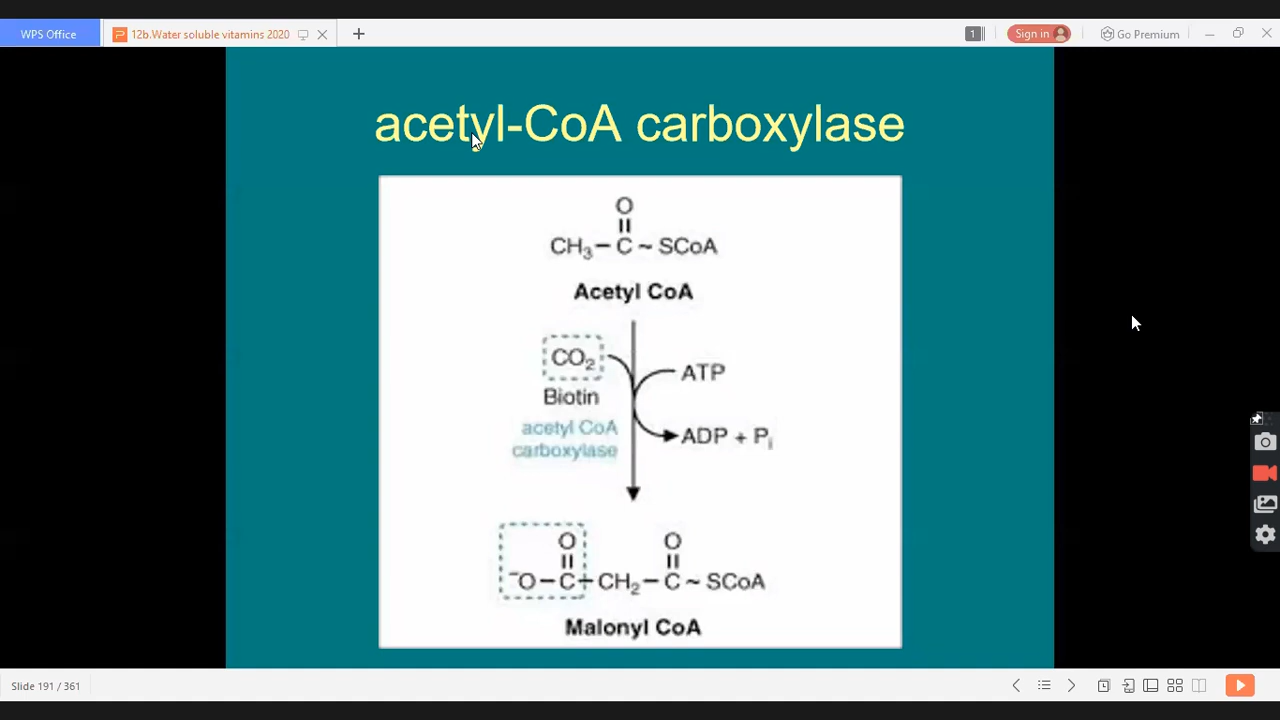 WPS Office
12b.Water soluble vitamins 2020
1
Sign in
Go Premium
acetyl-CoA carboxylase
O
CH₃ – C ~ SCoA
Acetyl CoA
CO₂
ATP
Biotin
acetyl CoA
carboxylase
ADP + Pᵢ
O O
⁻O – C – CH₂ – C ~ SCoA
Malonyl CoA
Slide 191 / 361